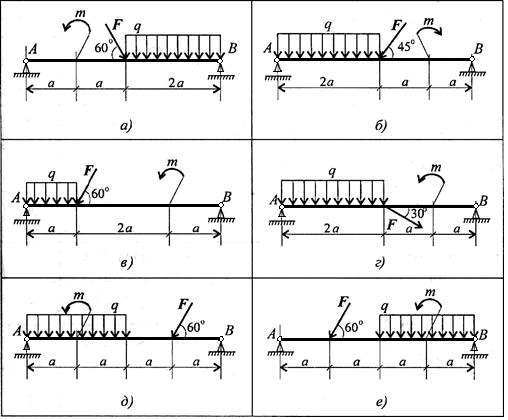 m F q
A 60° B
a a 2a
а)
q F m
A 45° B
2a a a
б)
q F m
A 60° B
a 2a a
в)
q m
A 30° B
F
2a a a
г)
m q F
A 60° B
a a a a
д)
F q m
A 60° B
a a a a
е)